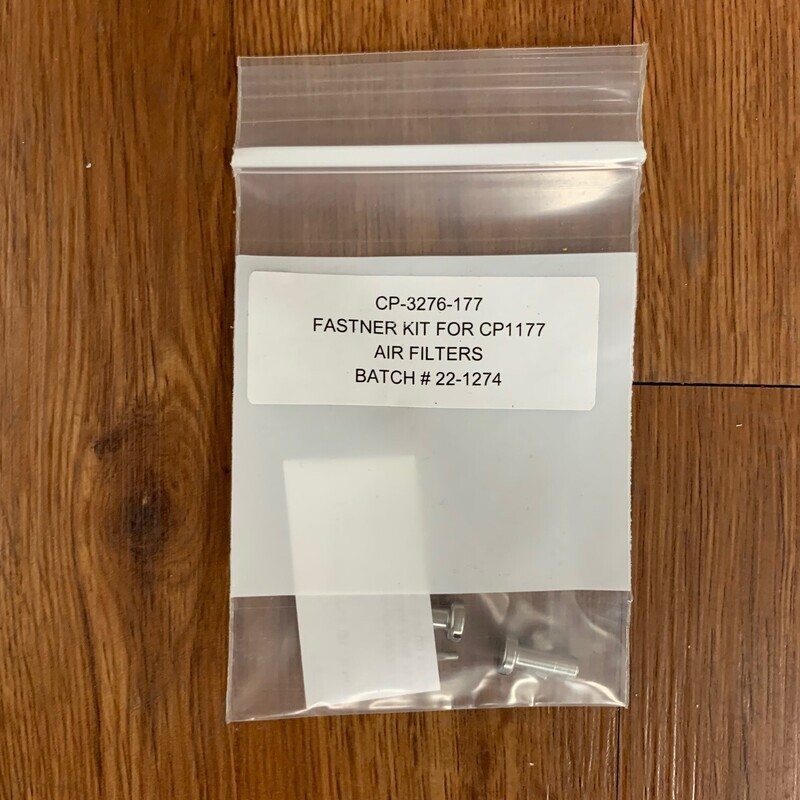 CP-3276-177
FASTNER KIT FOR CP1177
AIR FILTERS
BATCH # 22-1274